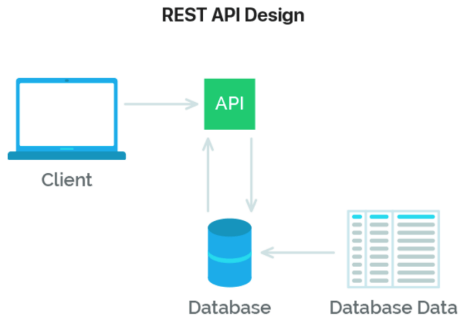 REST API Design
API
Client
Database
Database Data